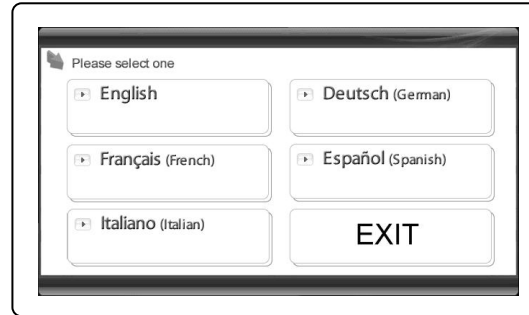 Please select one
English
Deutsch (German)
Français (French)
Español (Spanish)
Italiano (Italian)
EXIT